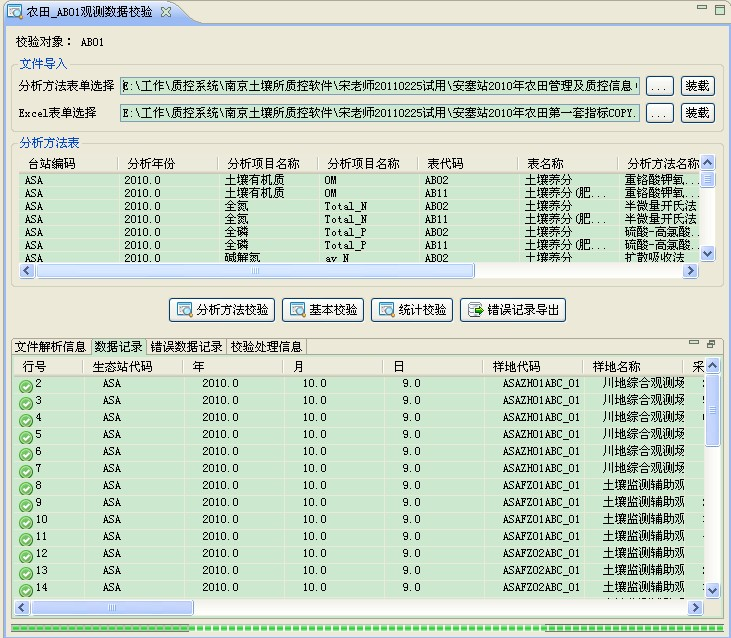 农田_AB01观测数据校验
校验对象： AB01
文件导入
分析方法表单选择 E:\工作\质控系统\南京土壤所质控软件\宋老师20110225试用\安塞站2010年农田管理及质控信息 ... 装载
Excel表单选择 E:\工作\质控系统\南京土壤所质控软件\宋老师20110225试用\安塞站2010年农田第一套指标COPY. ... 装载
分析方法表
台站编码 分析年份 分析项目名称 分析项目名称 表代码 表名称 分析方法名称
ASA 2010.0 土壤有机质 OM AB02 土壤养分 重铬酸钾氧...
ASA 2010.0 土壤有机质 OM AB11 土壤养分(肥... 重铬酸钾氧...
ASA 2010.0 全氮 Total_N AB02 土壤养分 半微量开氏法
ASA 2010.0 全氮 Total_N AB11 土壤养分(肥... 半微量开氏法
ASA 2010.0 全磷 Total_P AB02 土壤养分 硫酸-高氯酸.
ASA 2010.0 全磷 Total_P AB11 土壤养分(肥... 硫酸-高氯酸.
ASA 2010.0 碱解氮 av_N AB02 土壤养分 扩散吸收法
分析方法校验 基本校验 统计校验 错误记录导出
文件解析信息 数据记录 错误数据记录 校验处理信息
行号 生态站代码 年 月 日 样地代码 样地名称 采
2 ASA 2010.0 10.0 9.0 ASAZH01ABC_01 川地综合观测场
3 ASA 2010.0 10.0 9.0 ASAZH01ABC_01 川地综合观测场
4 ASA 2010.0 10.0 9.0 ASAZH01ABC_01 川地综合观测场
5 ASA 2010.0 10.0 9.0 ASAZH01ABC_01 川地综合观测场
6 ASA 2010.0 10.0 9.0 ASAZH01ABC_01 川地综合观测场
7 ASA 2010.0 10.0 9.0 ASAZH01ABC_01 川地综合观测场
8 ASA 2010.0 10.0 9.0 ASAFZ01ABC_01 土壤监测辅助观
9 ASA 2010.0 10.0 9.0 ASAFZ01ABC_01 土壤监测辅助观
10 ASA 2010.0 10.0 9.0 ASAFZ01ABC_01 土壤监测辅助观
11 ASA 2010.0 10.0 9.0 ASAFZ01ABC_01 土壤监测辅助观
12 ASA 2010.0 10.0 9.0 ASAFZ02ABC_01 土壤监测辅助观
13 ASA 2010.0 10.0 9.0 ASAFZ02ABC_01 土壤监测辅助观
14 ASA 2010.0 10.0 9.0 ASAFZ02ABC_01 土壤监测辅助观